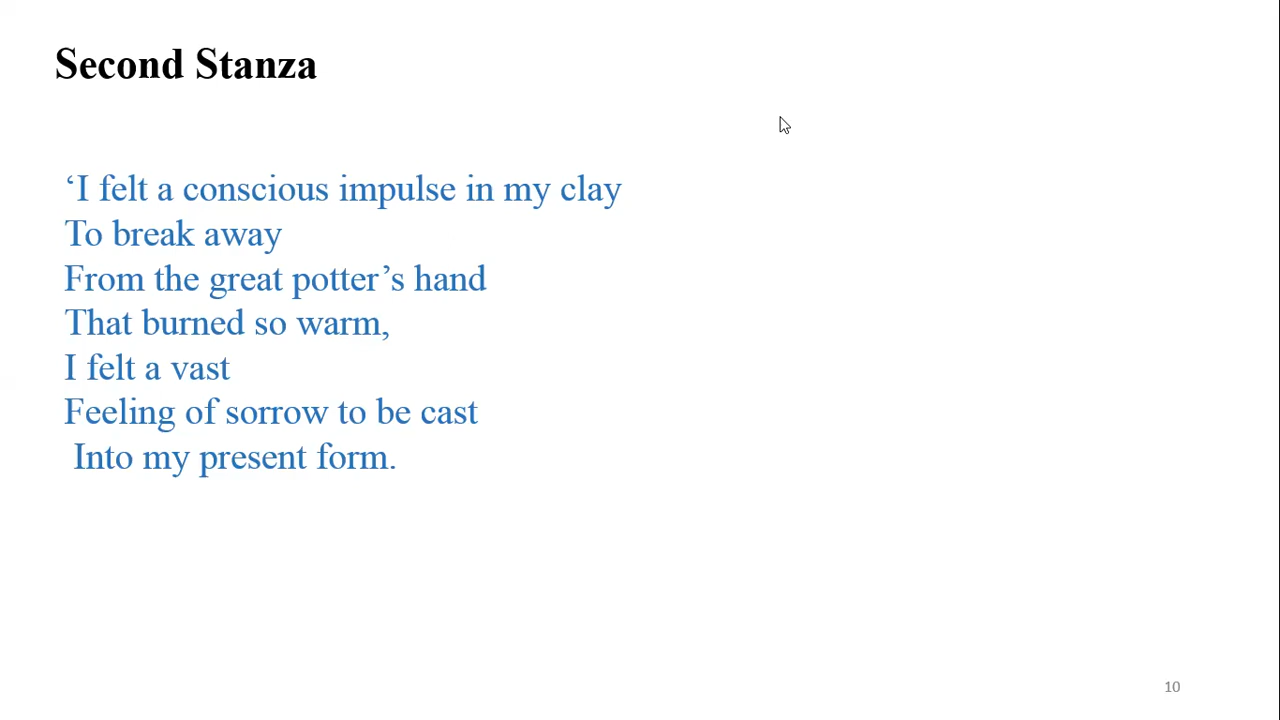 Second Stanza
‘I felt a conscious impulse in my clay
To break away
From the great potter’s hand
That burned so warm,
I felt a vast
Feeling of sorrow to be cast
Into my present form.
10